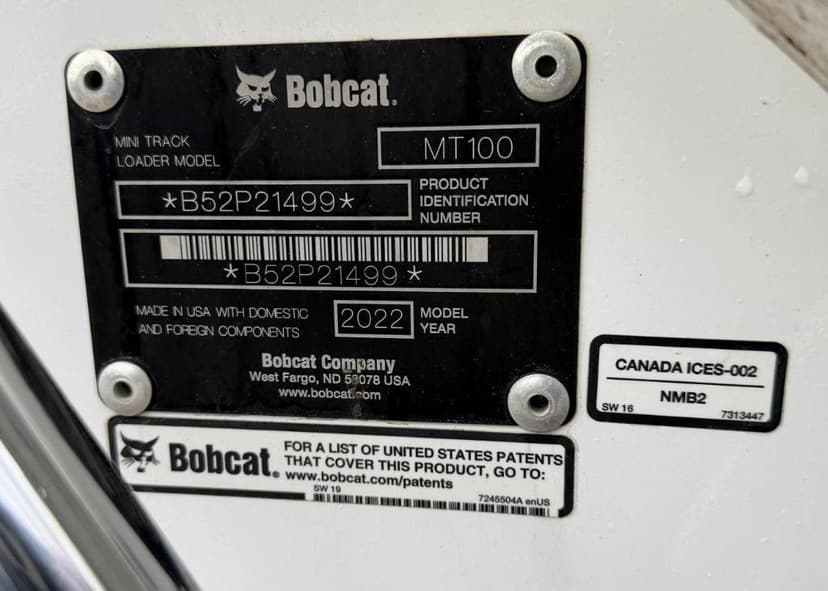 Bobcat.
MINI TRACK
LOADER MODEL
MT100
*B52P21499*
PRODUCT
IDENTIFICATION
NUMBER
*B52P21499*
MADE IN USA WITH DOMESTIC
AND FOREIGN COMPONENTS
2022
MODEL
YEAR
Bobcat Company
West Fargo, ND 58078 USA
www.bobcat.com
CANADA ICES-002
NMB2
SW 16
7313447
Bobcat®
FOR A LIST OF UNITED STATES PATENTS
THAT COVER THIS PRODUCT, GO TO:
www.bobcat.com/patents
SW 19
7245504A enUS